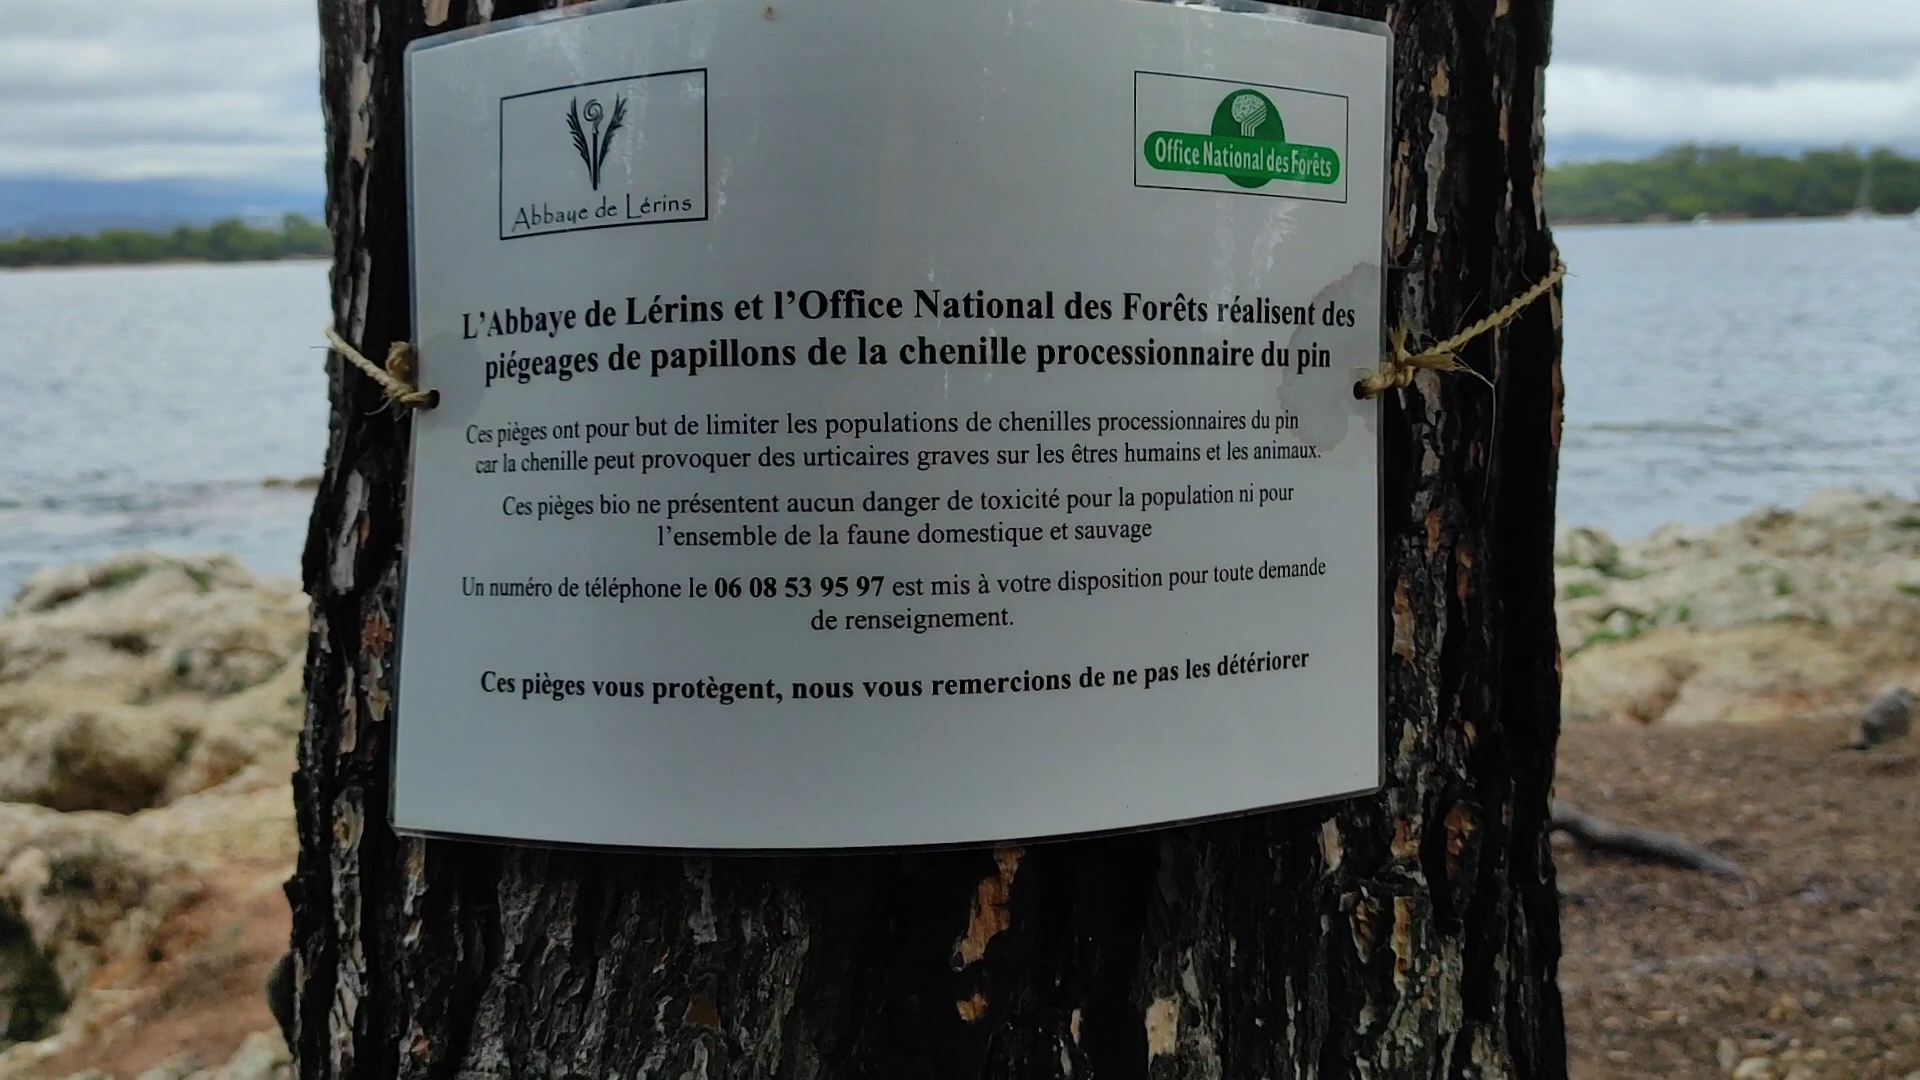 Abbaye de Lérins
Office National des Forêts
L'Abbaye de Lérins et l'Office National des Forêts réalisent des
piégeages de papillons de la chenille processionnaire du pin
Ces pièges ont pour but de limiter les populations de chenilles processionnaires du pin
car la chenille peut provoquer des urticaires graves sur les êtres humains et les animaux.
Ces pièges bio ne présentent aucun danger de toxicité pour la population ni pour
l'ensemble de la faune domestique et sauvage
Un numéro de téléphone le 06 08 53 95 97 est mis à votre disposition pour toute demande
de renseignement.
Ces pièges vous protègent, nous vous remercions de ne pas les détériorer